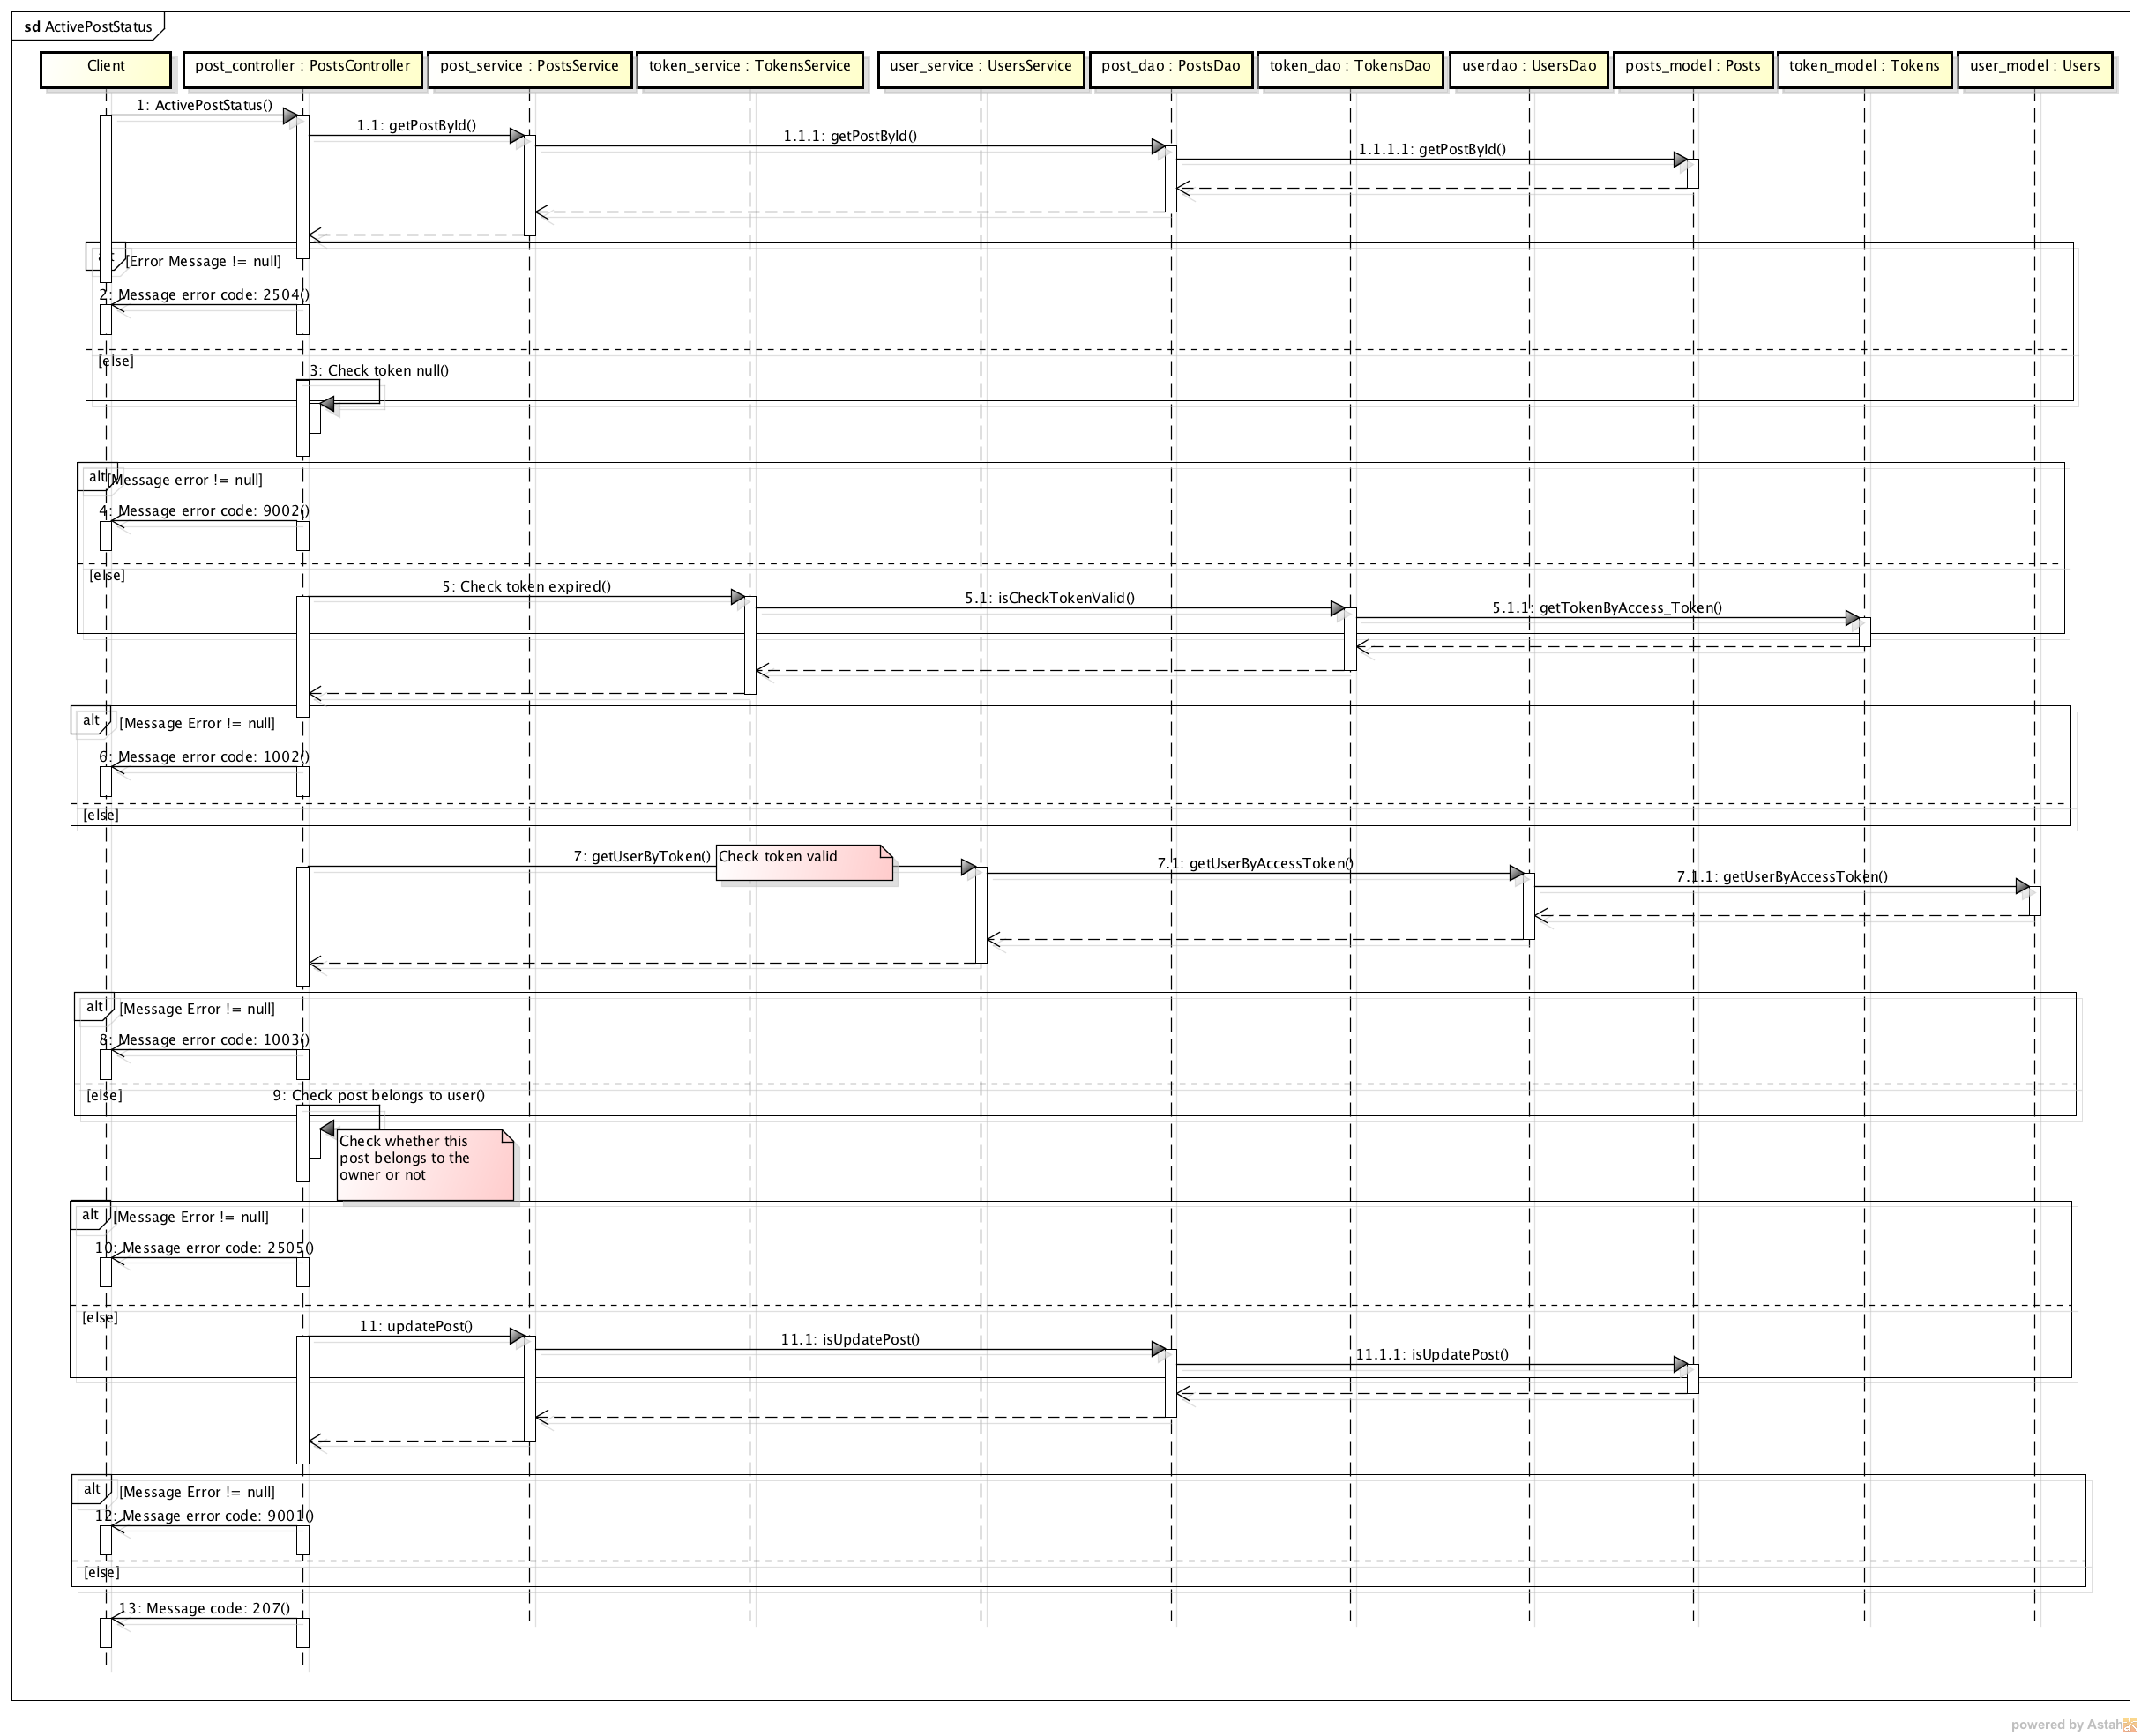 sd ActivePostStatus
Client
post_controller : PostsController
post_service : PostsService
token_service : TokensService
user_service : UsersService
post_dao : PostsDao
token_dao : TokensDao
userdao : UsersDao
posts_model : Posts
token_model : Tokens
user_model : Users
1: ActivePostStatus()
1.1: getPostById()
1.1.1: getPostById()
1.1.1.1: getPostById()
[Error Message != null]
2: Message error code: 2504()
[else]
3: Check token null()
alt
[Message error != null]
4: Message error code: 9002()
[else]
5: Check token expired()
5.1: isCheckTokenValid()
5.1.1: getTokenByAccess_Token()
alt
[Message Error != null]
6: Message error code: 1002()
[else]
7: getUserByToken()
Check token valid
7.1: getUserByAccessToken()
7.1.1: getUserByAccessToken()
alt
[Message Error != null]
8: Message error code: 1003()
[else]
9: Check post belongs to user()
Check whether this
post belongs to the
owner or not
alt
[Message Error != null]
10: Message error code: 2505()
[else]
11: updatePost()
11.1: isUpdatePost()
11.1.1: isUpdatePost()
alt
[Message Error != null]
12: Message error code: 9001()
[else]
13: Message code: 207()
powered by Astah